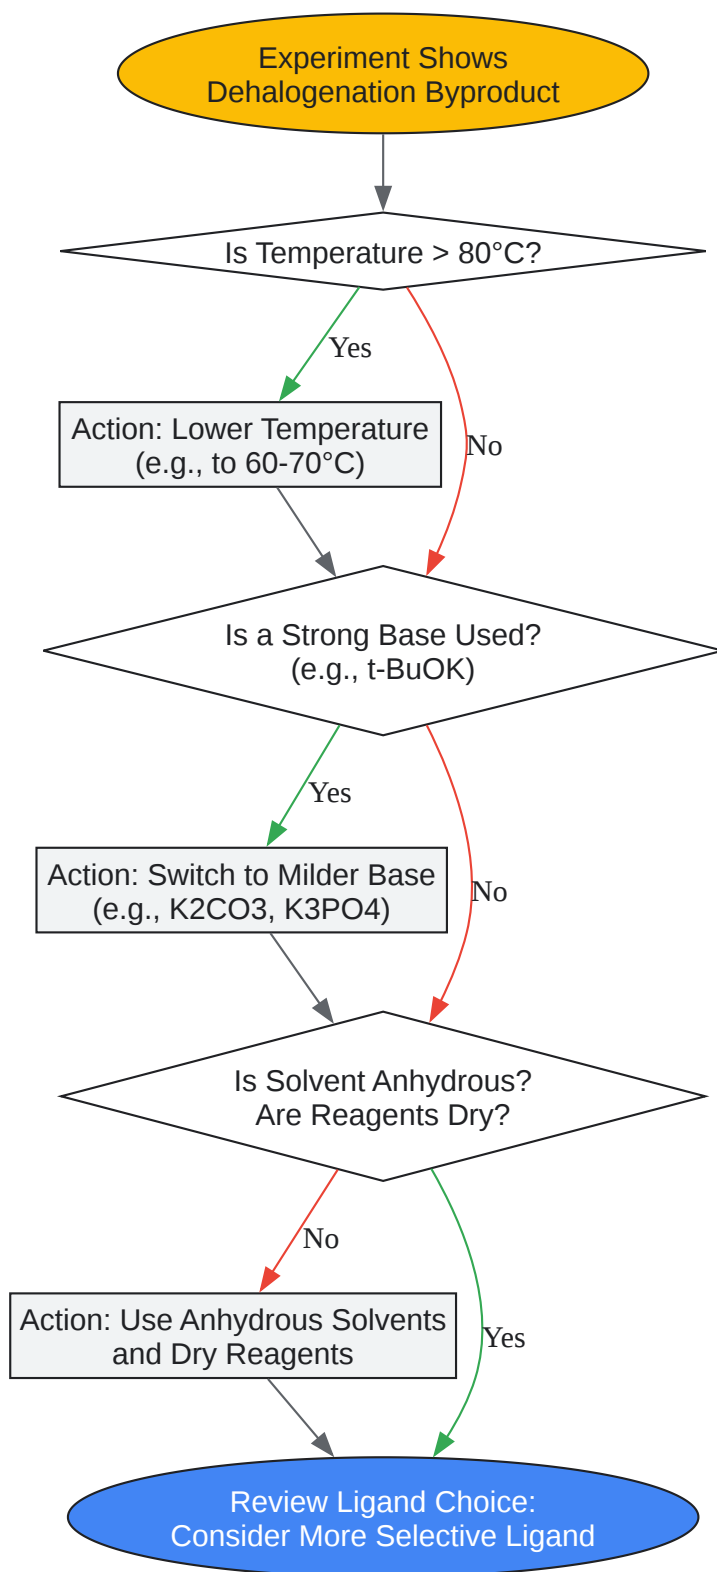 Experiment Shows
Dehalogenation Byproduct
Is Temperature > 80°C?
Yes
Action: Lower Temperature
(e.g., to 60-70°C)
No
Is a Strong Base Used?
(e.g., t-BuOK)
Yes
Action: Switch to Milder Base
(e.g., K2CO3, K3PO4)
No
Is Solvent Anhydrous?
Are Reagents Dry?
No
Action: Use Anhydrous Solvents
and Dry Reagents
Yes
Review Ligand Choice:
Consider More Selective Ligand